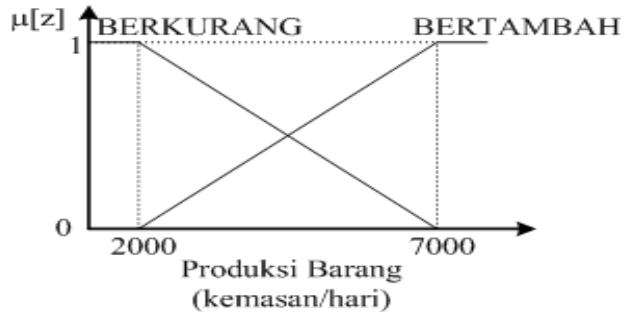 μ[z] BERKURANG BERTAMBAH
1
0
2000 7000
Produksi Barang
(kemasan/hari)